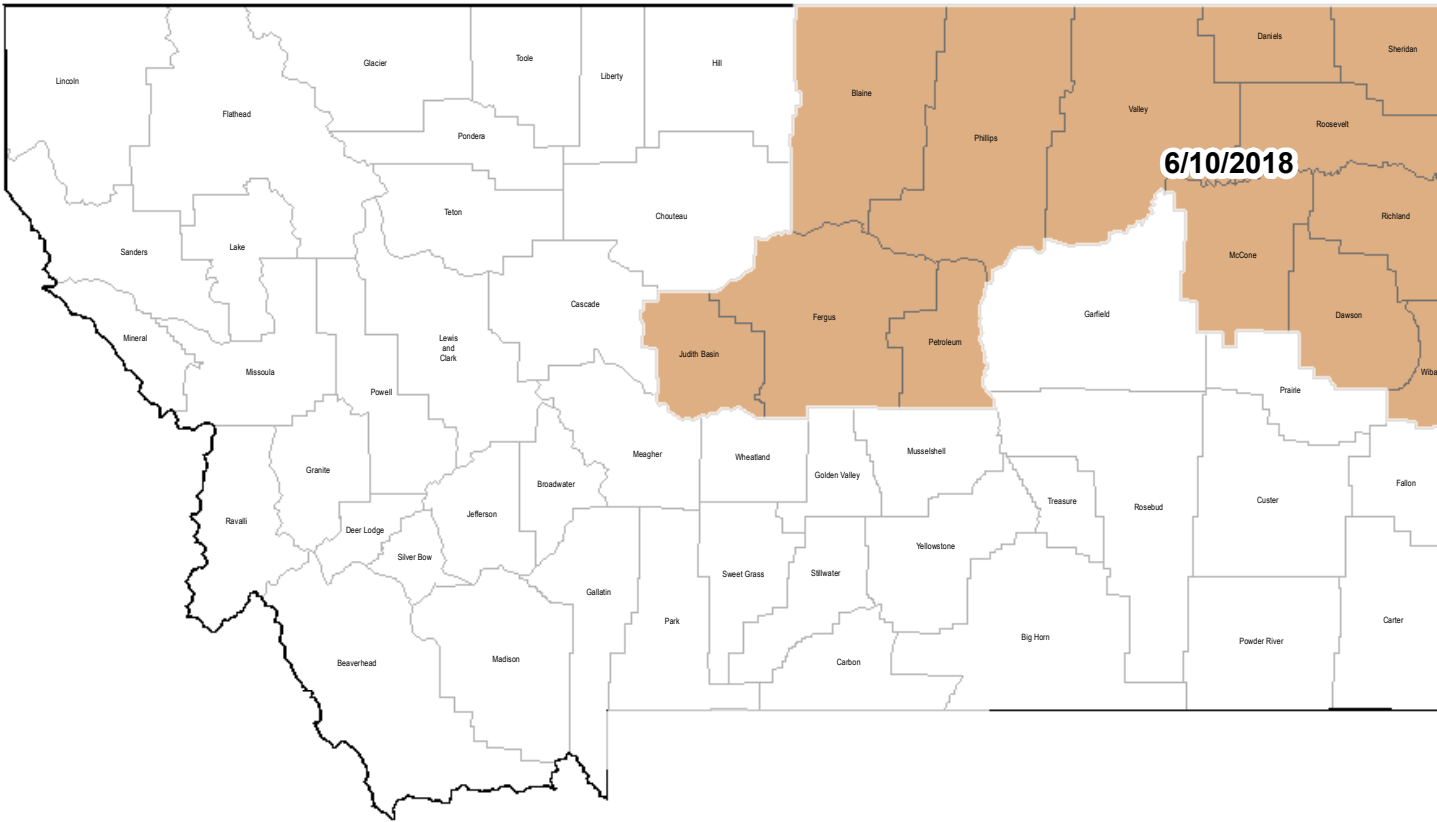 Daniels
Sheridan
Toole
Glacier
Hill
Liberty
Lincoln
Blaine
Flathead
Valley
Roosevelt
Pondera
Phillips
6/10/2018
Teton
Chouteau
Richland
Lake
Sanders
McCone
Cascade
Garfield
Fergus
Dawson
Mineral
Lewis
and
Clark
Petroleum
Judith Basin
Missoula
Wiba
Powell
Prairie
Musselshell
Meagher
Wheatland
Granite
Golden Valley
Broadwater
Fallon
Treasure
Custer
Rosebud
Jefferson
Ravalli
Deer Lodge
Yellowstone
Silver Bow
Sweet Grass
Stillwater
Gallatin
Park
Carter
Big Horn
Powder River
Madison
Beaverhead
Carbon